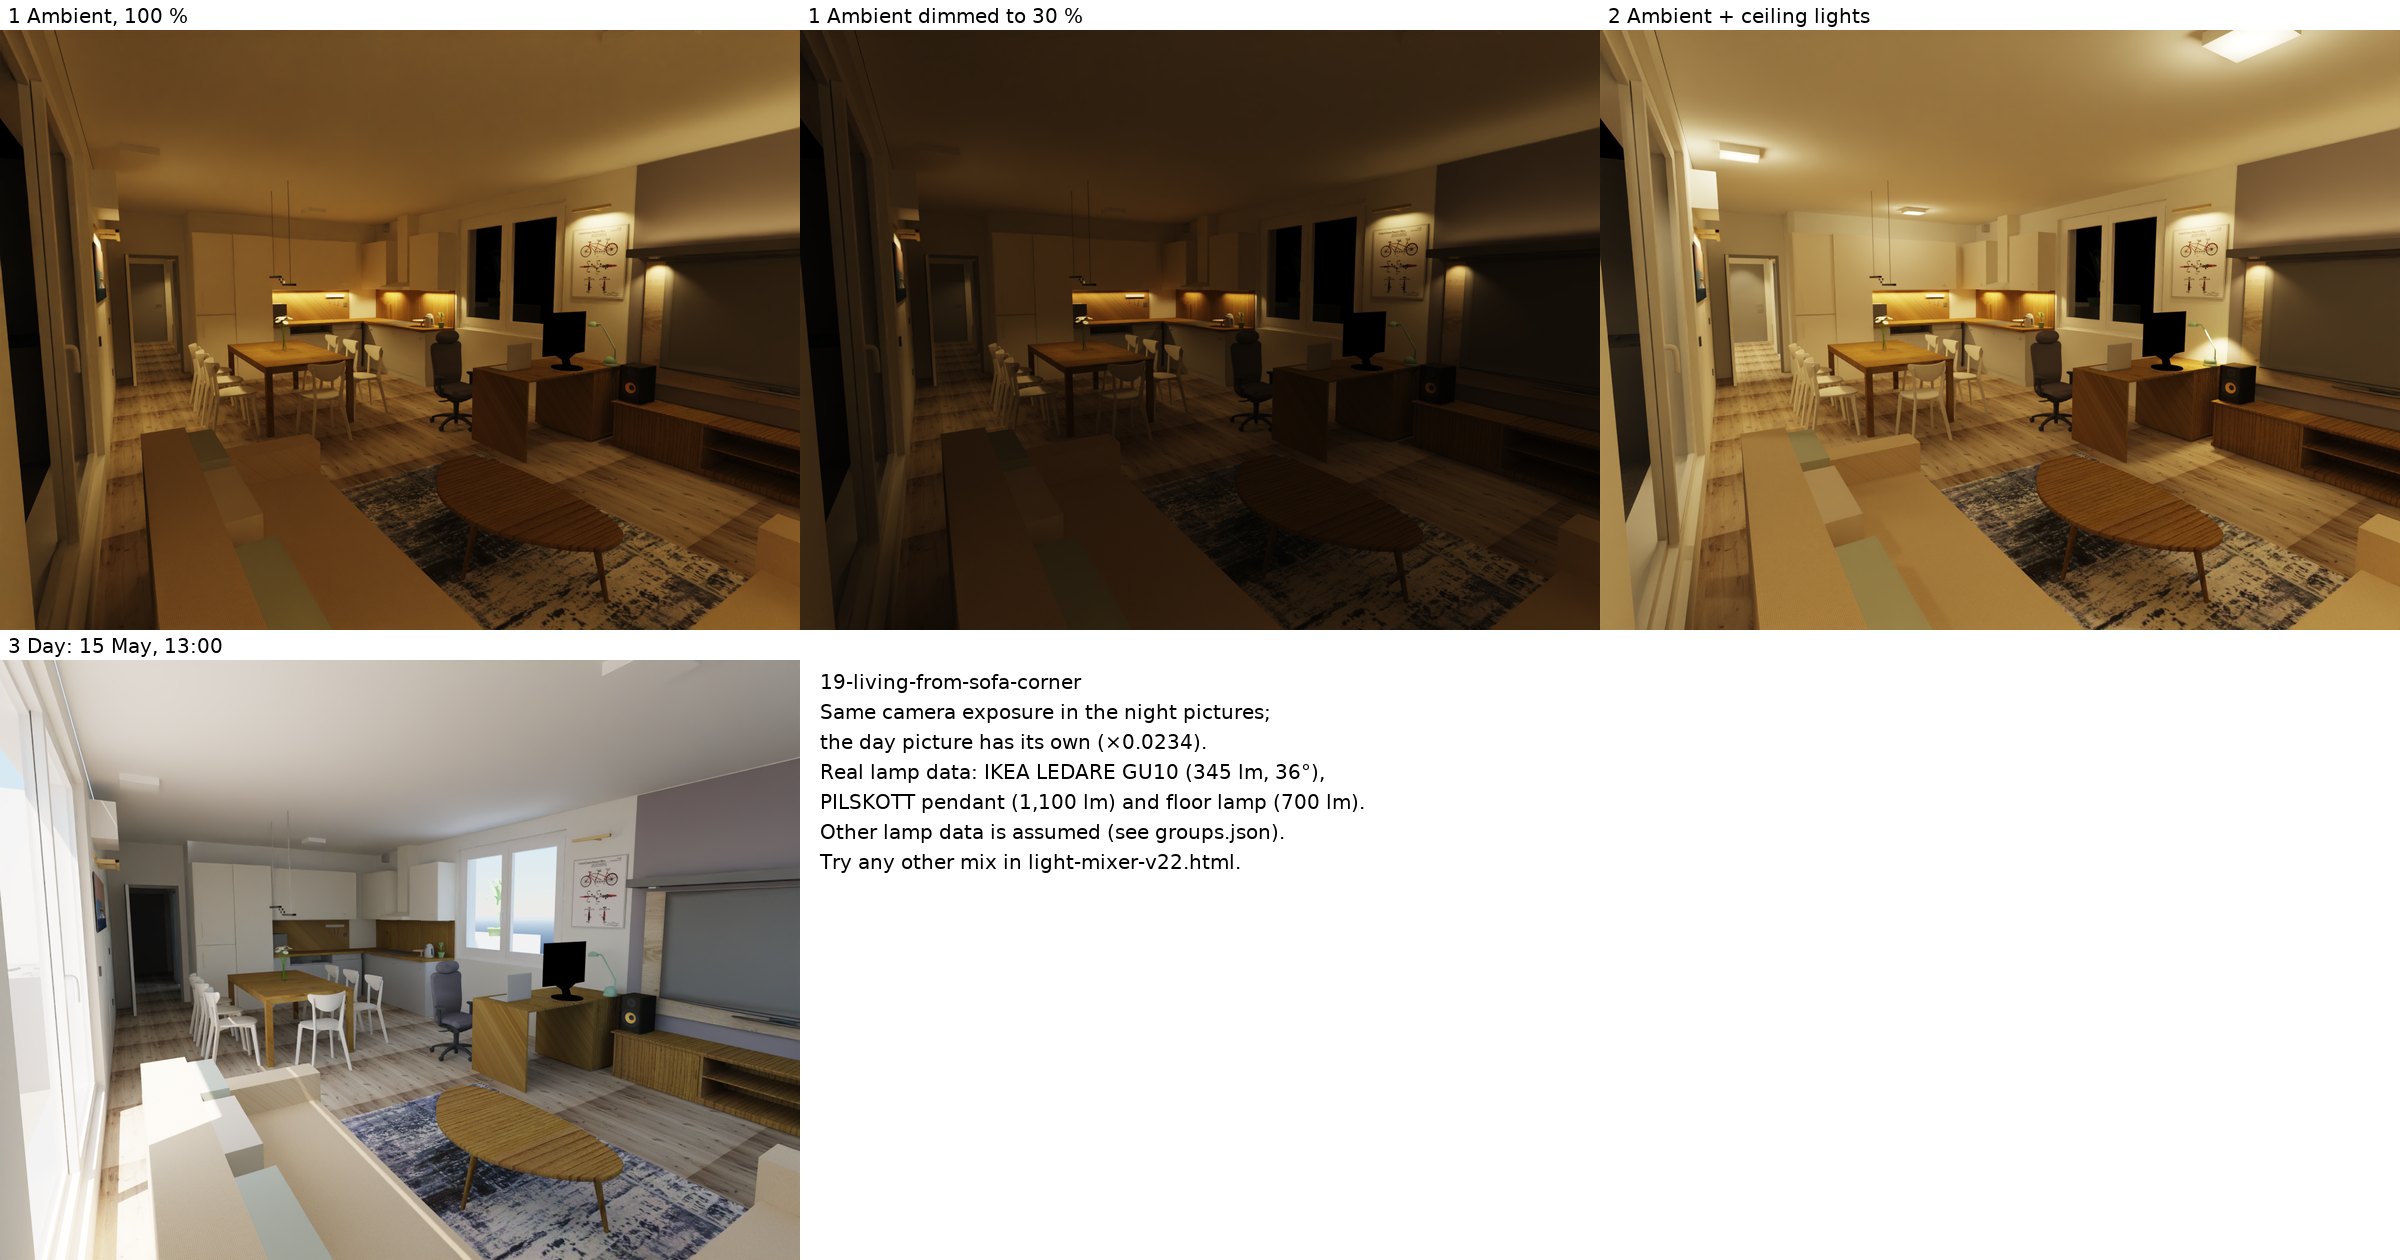 1 Ambient, 100 %
1 Ambient dimmed to 30 %
2 Ambient + ceiling lights
3 Day: 15 May, 13:00
19-living-from-sofa-corner
Same camera exposure in the night pictures;
the day picture has its own (×0.0234).
Real lamp data: IKEA LEDARE GU10 (345 lm, 36°),
PILSKOTT pendant (1,100 lm) and floor lamp (700 lm).
Other lamp data is assumed (see groups.json).
Try any other mix in light-mixer-v22.html.